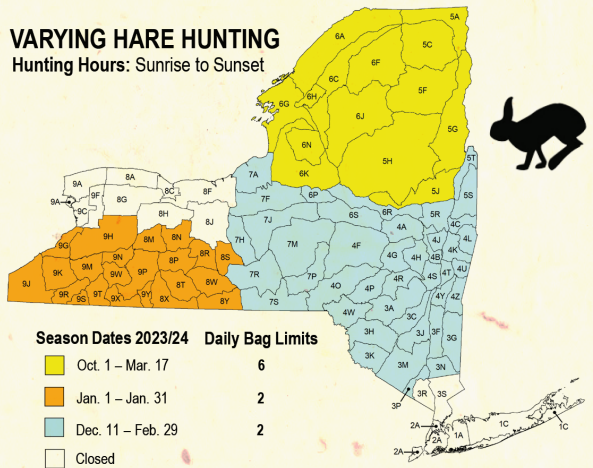 VARYING HARE HUNTING
Hunting Hours: Sunrise to Sunset
5A
6A
5C
6F
6C
5F
6H
6G
6J
5G
6N
5H
6K
5J
5T
9A
8A
8C
8F
7A
9F
9A
8G
9C
8H
8J
7F
6P
5S
6S
6R
5R
4C
9G
9H
8M
8N
7J
7H
7M
4F
4A
4J
4L
8R
8S
4G
4H
4B
4K
9K
9M
9N
8P
9J
9W
9P
7R
7P
4S
4T
4U
8T
8W
4O
4P
4R
4Y
4Z
9R
9S
9T
9X
9Y
8X
8Y
7S
4W
3A
3C
3H
3J
3F
3G
3K
3M
3N
3P
3R
3S
2A
2A
1A
1C
1C
2A
Season Dates 2023/24 Daily Bag Limits
Oct. 1 – Mar. 17 6
Jan. 1 – Jan. 31 2
Dec. 11 – Feb. 29 2
Closed